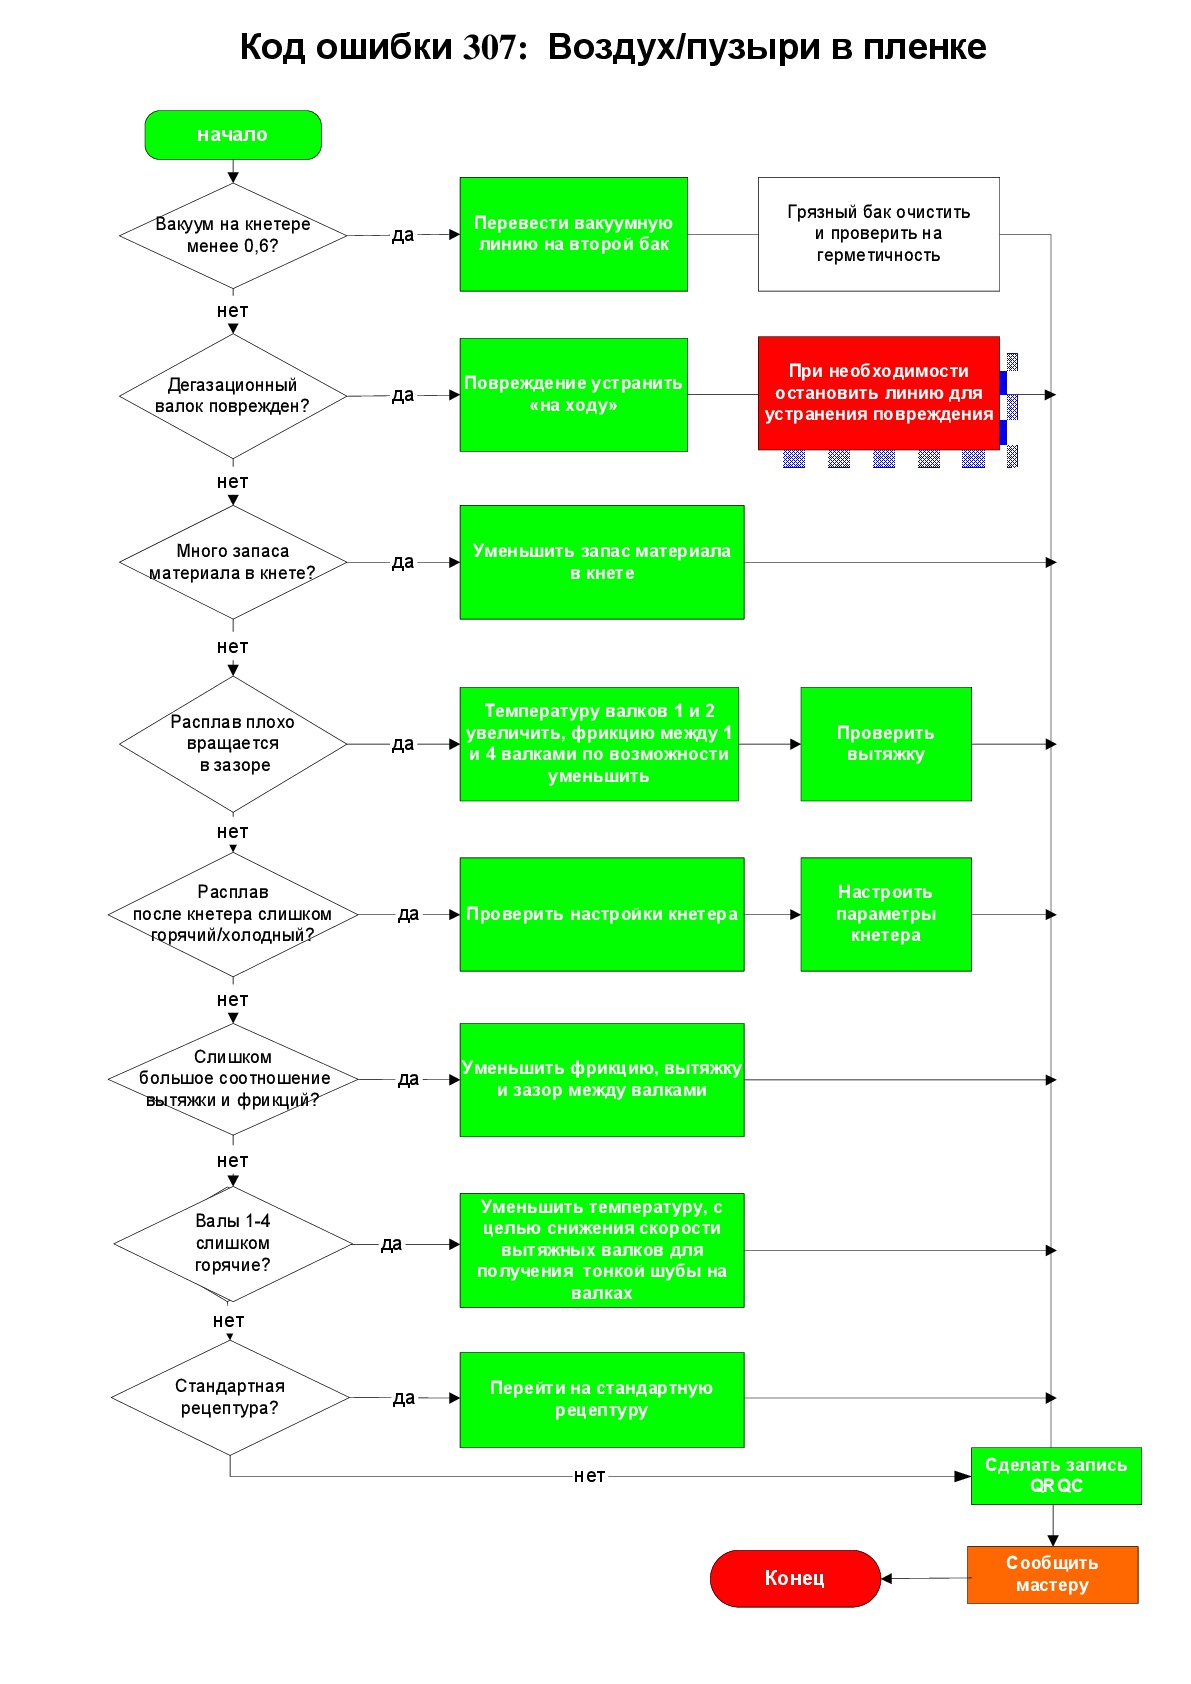 Код ошибки 307:  Воздух/пузыри в пленке
начало
Вакуум на кнетере
менее 0,6?
да
Перевести вакуумную
линию на второй бак
Грязный бак очистить
и проверить на
герметичность
нет
Дегазационный
валок поврежден?
да
Повреждение устранить
«на ходу»
При необходимости
остановить линию для
устранения повреждения
нет
Много запаса
материала в кнете?
да
Уменьшить запас материала
в кнете
нет
Расплав плохо
вращается
в зазоре
да
Температуру валков 1 и 2
увеличить, фрикцию между 1
и 4 валками по возможности
уменьшить
Проверить
вытяжку
нет
Расплав
после кнетера слишком
горячий/холодный?
да
Проверить настройки кнетера
Настроить
параметры
кнетера
нет
Слишком
большое соотношение
вытяжки и фрикций?
да
Уменьшить фрикцию, вытяжку
и зазор между валками
нет
Валы 1-4
слишком
горячие?
да
Уменьшить температуру, с
целью снижения скорости
вытяжных валков для
получения  тонкой шубы на
валках
нет
Стандартная
рецептура?
да
Перейти на стандартную
рецептуру
нет
Сделать запись
QRQC
Сообщить
мастеру
Конец